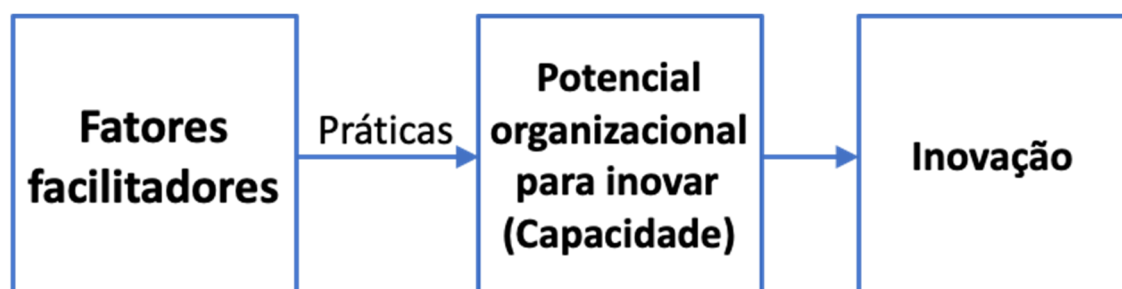 Fatores
facilitadores
Práticas
Potencial
organizacional
para inovar
(Capacidade)
Inovação